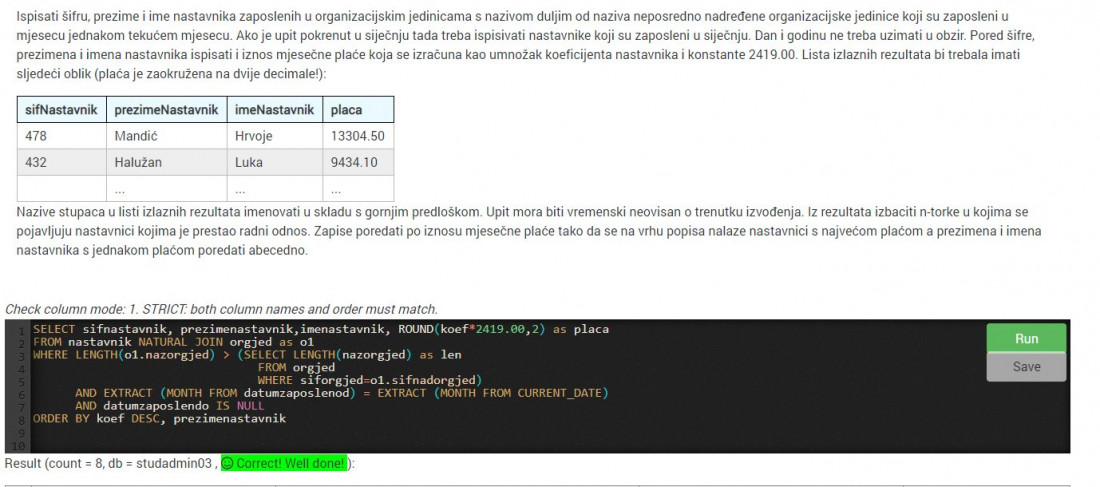 Ispisati šifru, prezime i ime nastavnika zaposlenih u organizacijskim jedinicama s nazivom duljim od naziva neposredno nadređene organizacijske jedinice koji su zaposleni u
mjesecu jednakom tekućem mjesecu. Ako je upit pokrenut u siječnju tada treba ispisivati nastavnike koji su zaposleni u siječnju. Dan i godinu ne treba uzimati u obzir. Pored šifre,
prezimena i imena nastavnika ispisati i iznos mjesečne plaće koja se izračuna kao umnožak koeficijenta nastavnika i konstante 2419.00. Lista izlaznih rezultata bi trebala imati
sljedeći oblik (plaća je zaokružena na dvije decimale!):
sifNastavnik prezimeNastavnik imeNastavnik placa
478 Mandić Hrvoje 13304.50
432 Halužan Luka 9434.10
... ... ...
Nazive stupaca u listi izlaznih rezultata imenovati u skladu s gornjim predloškom. Upit mora biti vremenski neovisan o trenutku izvođenja. Iz rezultata izbaciti n-torke u kojima se
pojavljuju nastavnici kojima je prestao radni odnos. Zapise poredati po iznosu mjesečne plaće tako da se na vrhu popisa nalaze nastavnici s najvećom plaćom a prezimena i imena
nastavnika s jednakom plaćom poredati abecedno.
Check column mode: 1. STRICT: both column names and order must match.
1 SELECT sifnastavnik, prezimenastavnik,imenastavnik, ROUND(koef*2419.00,2) as placa
2 FROM nastavnik NATURAL JOIN orgjed as o1
3 WHERE LENGTH(o1.nazorgjed) > (SELECT LENGTH(nazorgjed) as len
4 FROM orgjed
5 WHERE siforgjed=o1.sifnadorgjed)
6 AND EXTRACT (MONTH FROM datumzaposlenod) = EXTRACT (MONTH FROM CURRENT_DATE)
7 AND datumzaposlendo IS NULL
8 ORDER BY koef DESC, prezimenastavnik
9
10
Run
Save
Result (count = 8, db = studadmin03 , Correct! Well done! ):